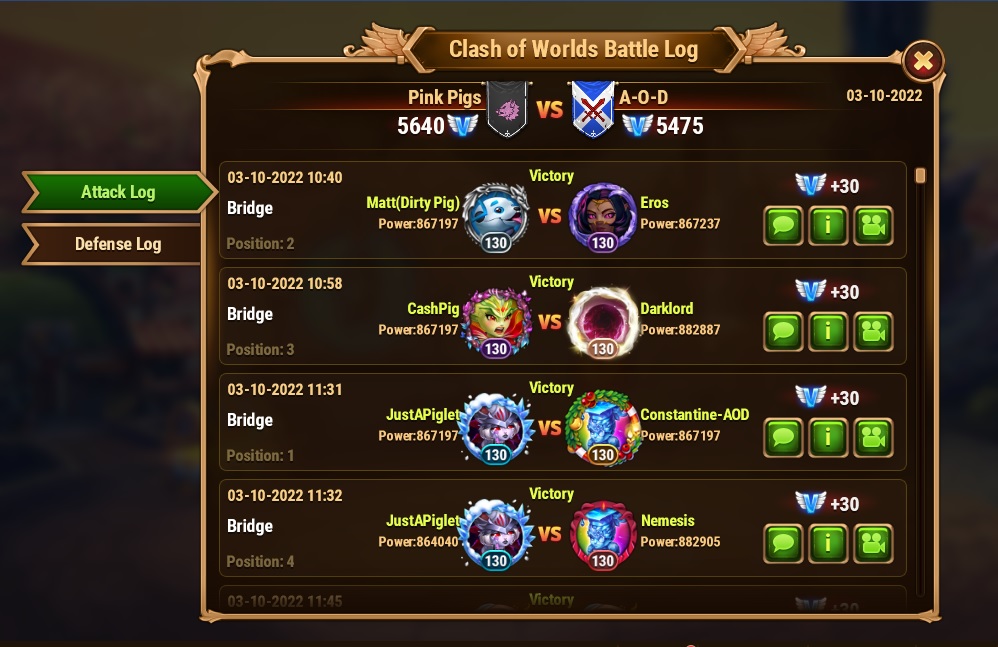 Clash of Worlds Battle Log
Pink Pigs VS A-O-D
5640 5475
03-10-2022
Attack Log
Defense Log
03-10-2022 10:40
Bridge
Position: 2
Victory
Matt(Dirty Pig) VS Eros
Power:867197 Power:867237
130 130
+30
03-10-2022 10:58
Bridge
Position: 3
Victory
CashPig VS Darklord
Power:867197 Power:882887
130 130
+30
03-10-2022 11:31
Bridge
Position: 1
Victory
JustAPiglet VS Constantine-AOD
Power:867197 Power:867197
130 130
+30
03-10-2022 11:32
Bridge
Position: 4
Victory
JustAPiglet VS Nemesis
Power:864040 Power:882905
130 130
+30
03-10-2022 11:45
Victory
+30